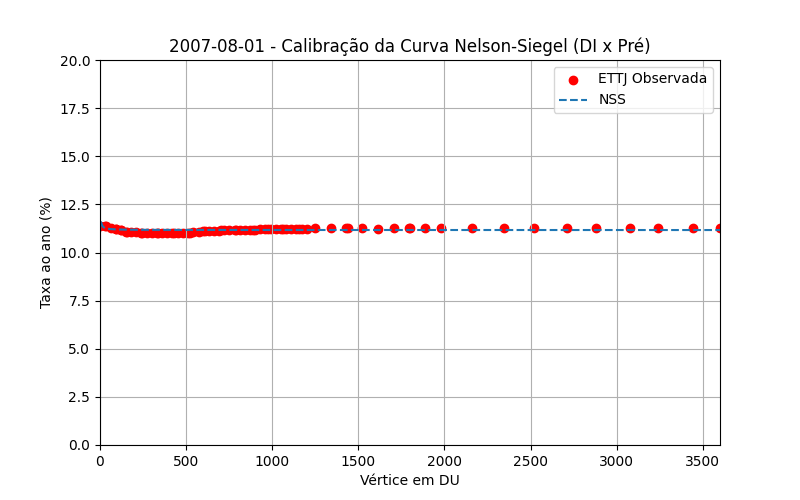 2007-08-01 - Calibração da Curva Nelson-Siegel (DI x Pré)
ETTJ Observada
NSS
Taxa ao ano (%)
20.0
17.5
15.0
12.5
10.0
7.5
5.0
2.5
0.0
0 500 1000 1500 2000 2500 3000 3500
Vértice em DU